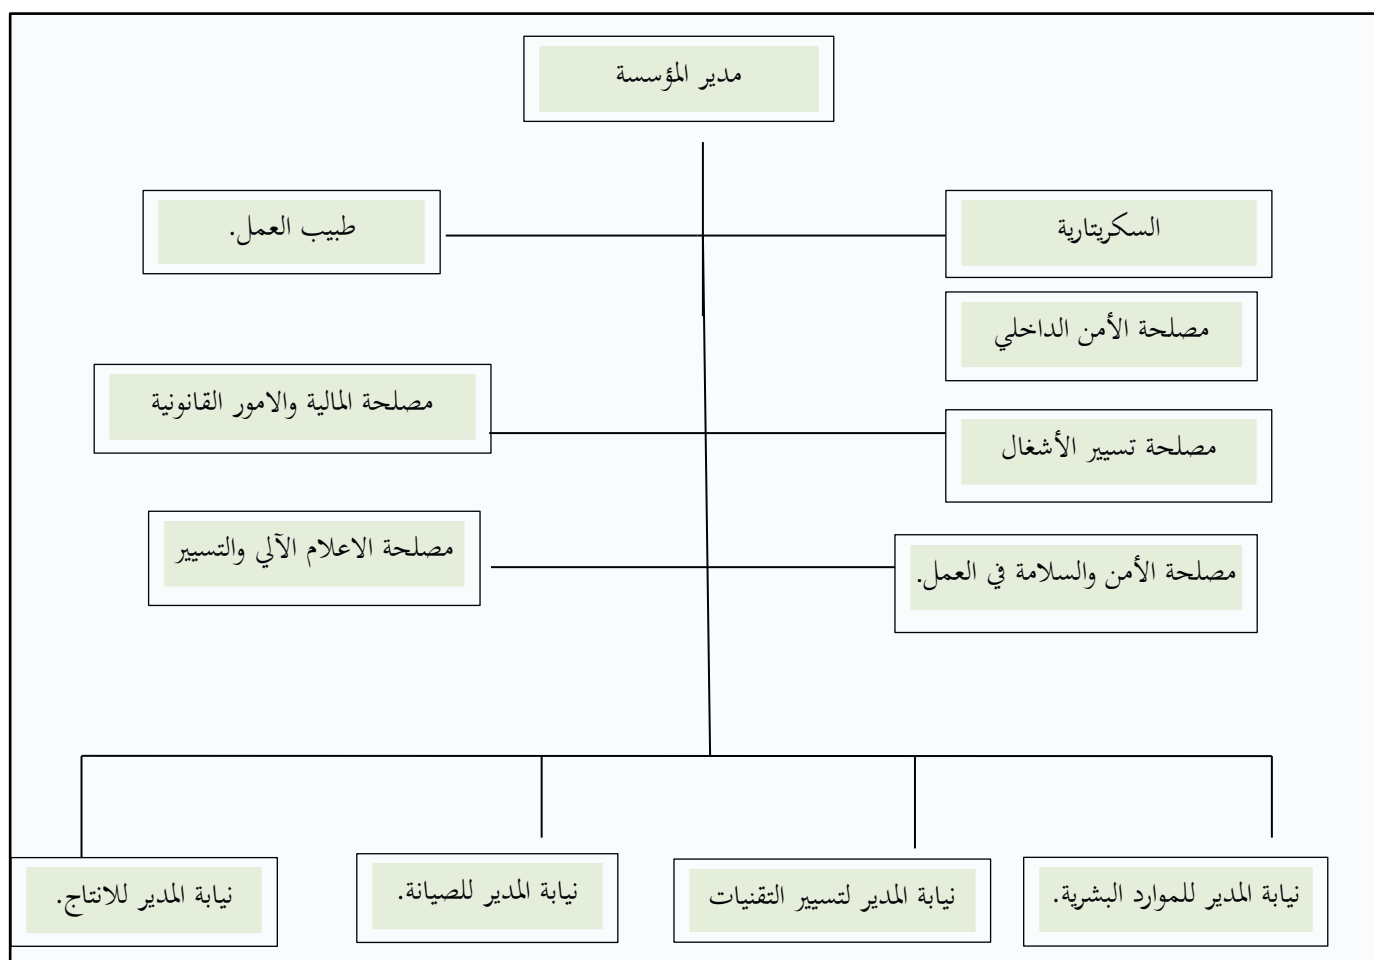 مدير المؤسسة
السكريتارية
طبيب العمل.
مصلحة الأمن الداخلي
مصلحة المالية والامور القانونية
مصلحة تسيير الأشغال
مصلحة الاعلام الآلي والتسيير
مصلحة الأمن والسلامة في العمل.
نيابة المدير للموارد البشرية.
نيابة المدير لتسيير التقنيات
نيابة المدير للصيانة.
نيابة المدير للانتاج.